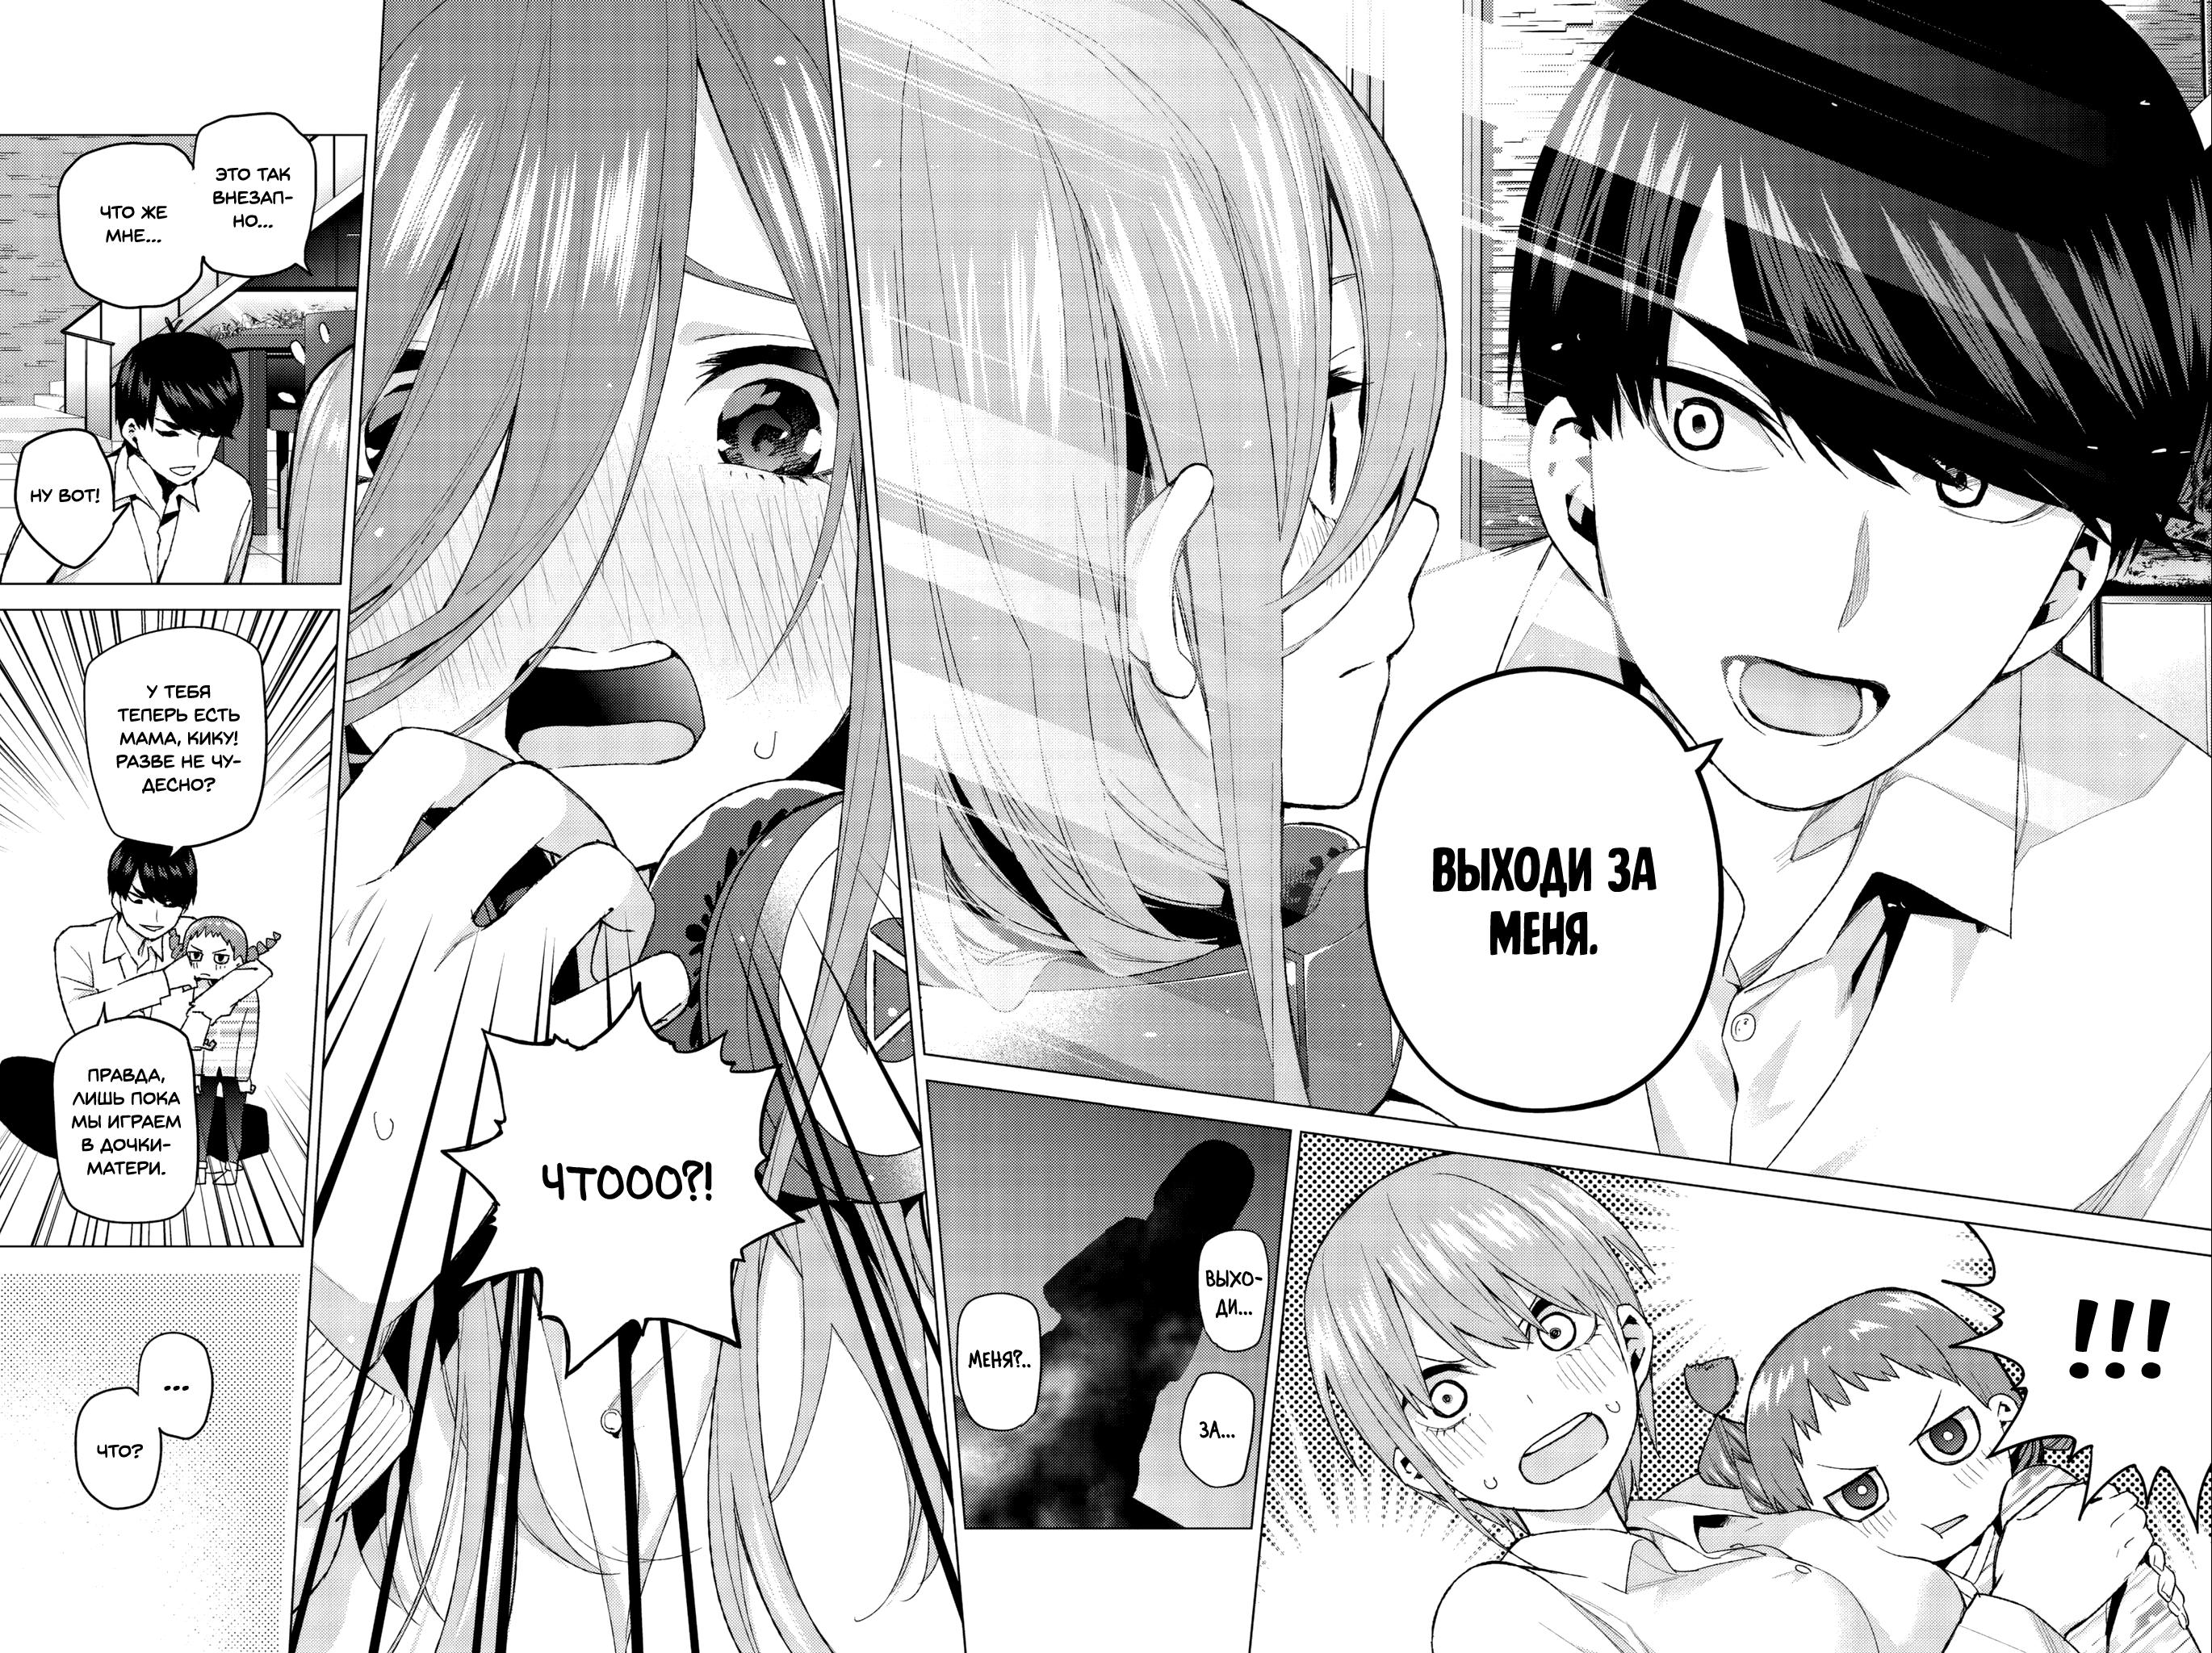 ВЫХОДИ ЗА
МЕНЯ.
!!!
ВЫХО-
ДИ...
ЗА...
МЕНЯ?..
ЧТООО?!
ЭТО ТАК
ВНЕЗАП-
НО...
ЧТО ЖЕ
МНЕ...
НУ ВОТ!
У ТЕБЯ
ТЕПЕРЬ ЕСТЬ
МАМА, КИКУ!
РАЗВЕ НЕ ЧУ-
ДЕСНО?
ПРАВДА,
ЛИШЬ ПОКА
МЫ ИГРАЕМ
В ДОЧКИ-
МАТЕРИ.
...
ЧТО?